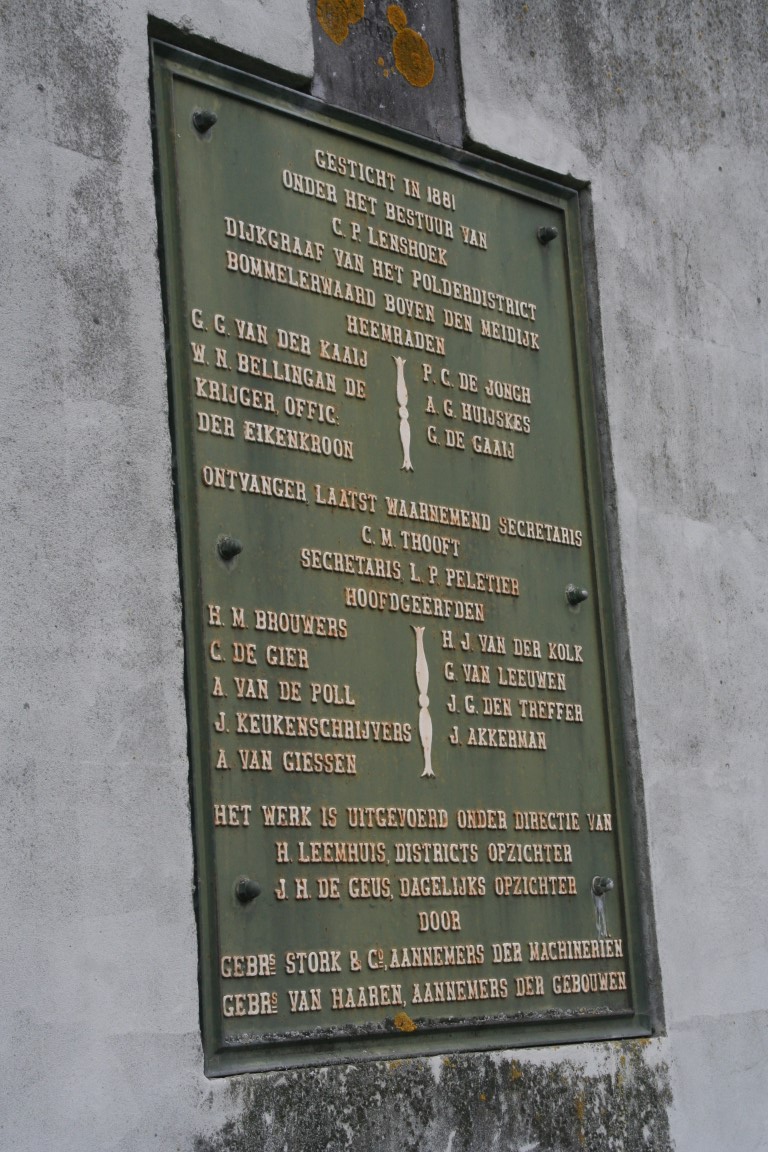 GESTICHT IN 1881
ONDER HET BESTUUR VAN
C. P. LENSHOEK
DIJKGRAAF VAN HET POLDERDISTRICT
BOMMELERWAARD BOVEN DEN MEIDIJK
HEEMRADEN
G. G. VAN DER KAAIJ
W. N. BELLINGAN DE
KRIJGER, OFFIC.
DER EIKENKROON
P. C. DE JONGH
A. G. HUIJSKES
G. DE GAAIJ
ONTVANGER, LAATST WAARNEMEND SECRETARIS
C. M. THOOFT
SECRETARIS, L. P. PELETIER
HOOFDGEERFDEN
H. M. BROUWERS
C. DE GIER
A. VAN DE POLL
J. KEUKENSCHRIJVERS
A. VAN GIESSEN
H. J. VAN DER KOLK
G. VAN LEEUWEN
J. G. DEN TREFFER
J. AKKERMAN
HET WERK IS UITGEVOERD ONDER DIRECTIE VAN
H. LEEMHUIS, DISTRICTS OPZICHTER
J. H. DE GEUS, DAGELIJKS OPZICHTER
DOOR
GEBRS STORK & Co, AANNEMERS DER MACHINERIEN
GEBRS VAN HAAREN, AANNEMERS DER GEBOUWEN